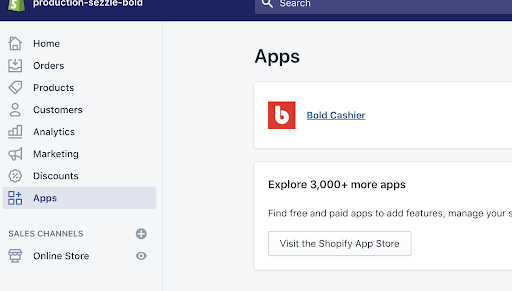 production-sezzle-bold
Search
Home
Orders
Products
Customers
Analytics
Marketing
Discounts
Apps
SALES CHANNELS
Online Store
Apps
b
Bold Cashier
Explore 3,000+ more apps
Find free and paid apps to add features, manage your
Visit the Shopify App Store